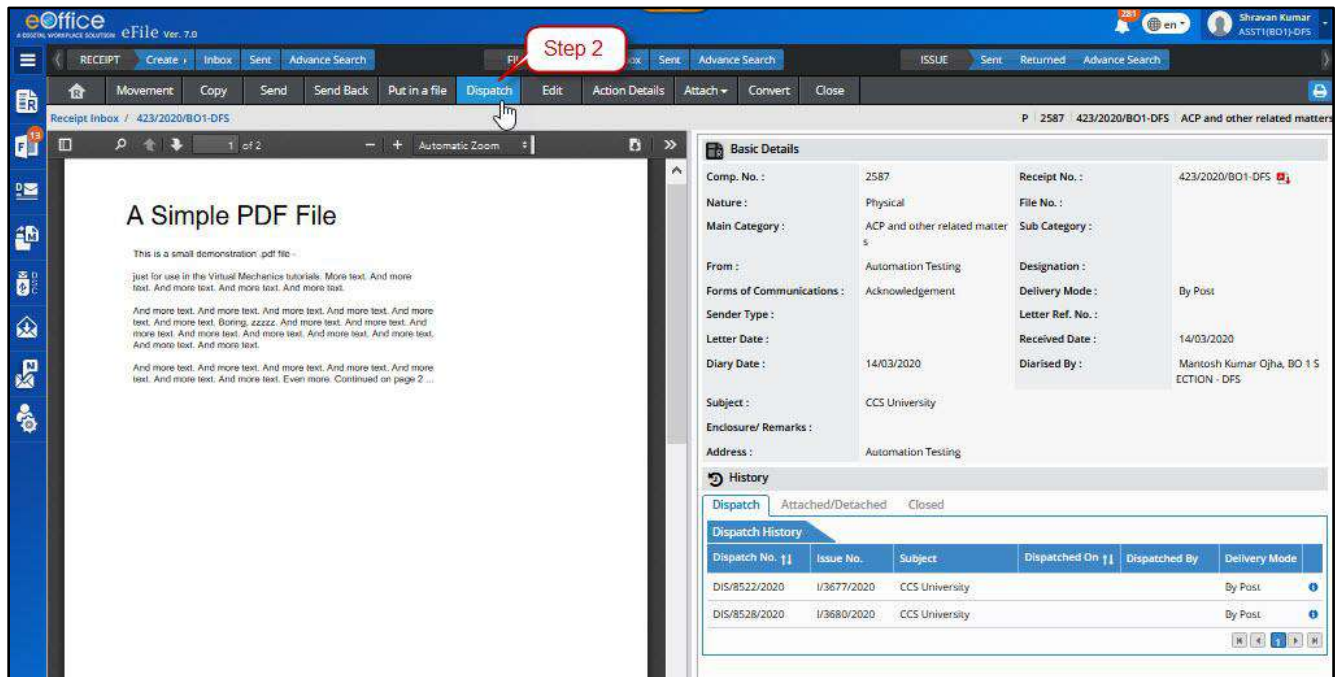 eOffice
A DIGITAL WORKPLACE SOLUTION eFile Ver. 7.0
281
en
Shravan Kumar
ASST1(BO1)-DFS
RECEIPT Create Inbox Sent Advance Search Sent Advance Search ISSUE Sent Returned Advance Search
Step 2
Movement Copy Send Send Back Put in a file Dispatch Edit Action Details Attach Convert Close
Receipt Inbox / 423/2020/BO1-DFS
P 2587 423/2020/BO1-DFS ACP and other related matters
13
1 of 2 Automatic Zoom
A Simple PDF File
This is a small demonstration .pdf file -
just for use in the Virtual Mechanics tutorials. More text. And more
text. And more text. And more text. And more text.
And more text. And more text. And more text. And more text. And more
text. And more text. Boring, zzzzz. And more text. And more text. And
more text. And more text. And more text. And more text. And more text.
And more text. And more text.
And more text. And more text. And more text. And more text. And more
text. And more text. And more text. Even more. Continued on page 2 ...
Basic Details
Comp. No. : 2587 Receipt No. : 423/2020/BO1-DFS
Nature : Physical File No. :
Main Category : ACP and other related matter Sub Category :
s
From : Automation Testing Designation :
Forms of Communications : Acknowledgement Delivery Mode : By Post
Sender Type : Letter Ref. No. :
Letter Date : Received Date : 14/03/2020
Diary Date : 14/03/2020 Diarised By : Mantosh Kumar Ojha, BO 1 S
ECTION - DFS
Subject : CCS University
Enclosure/ Remarks :
Address : Automation Testing
History
Dispatch Attached/Detached Closed
Dispatch History
Dispatch No. Issue No. Subject Dispatched On Dispatched By Delivery Mode
DIS/8522/2020 I/3677/2020 CCS University By Post
DIS/8528/2020 I/3680/2020 CCS University By Post
1